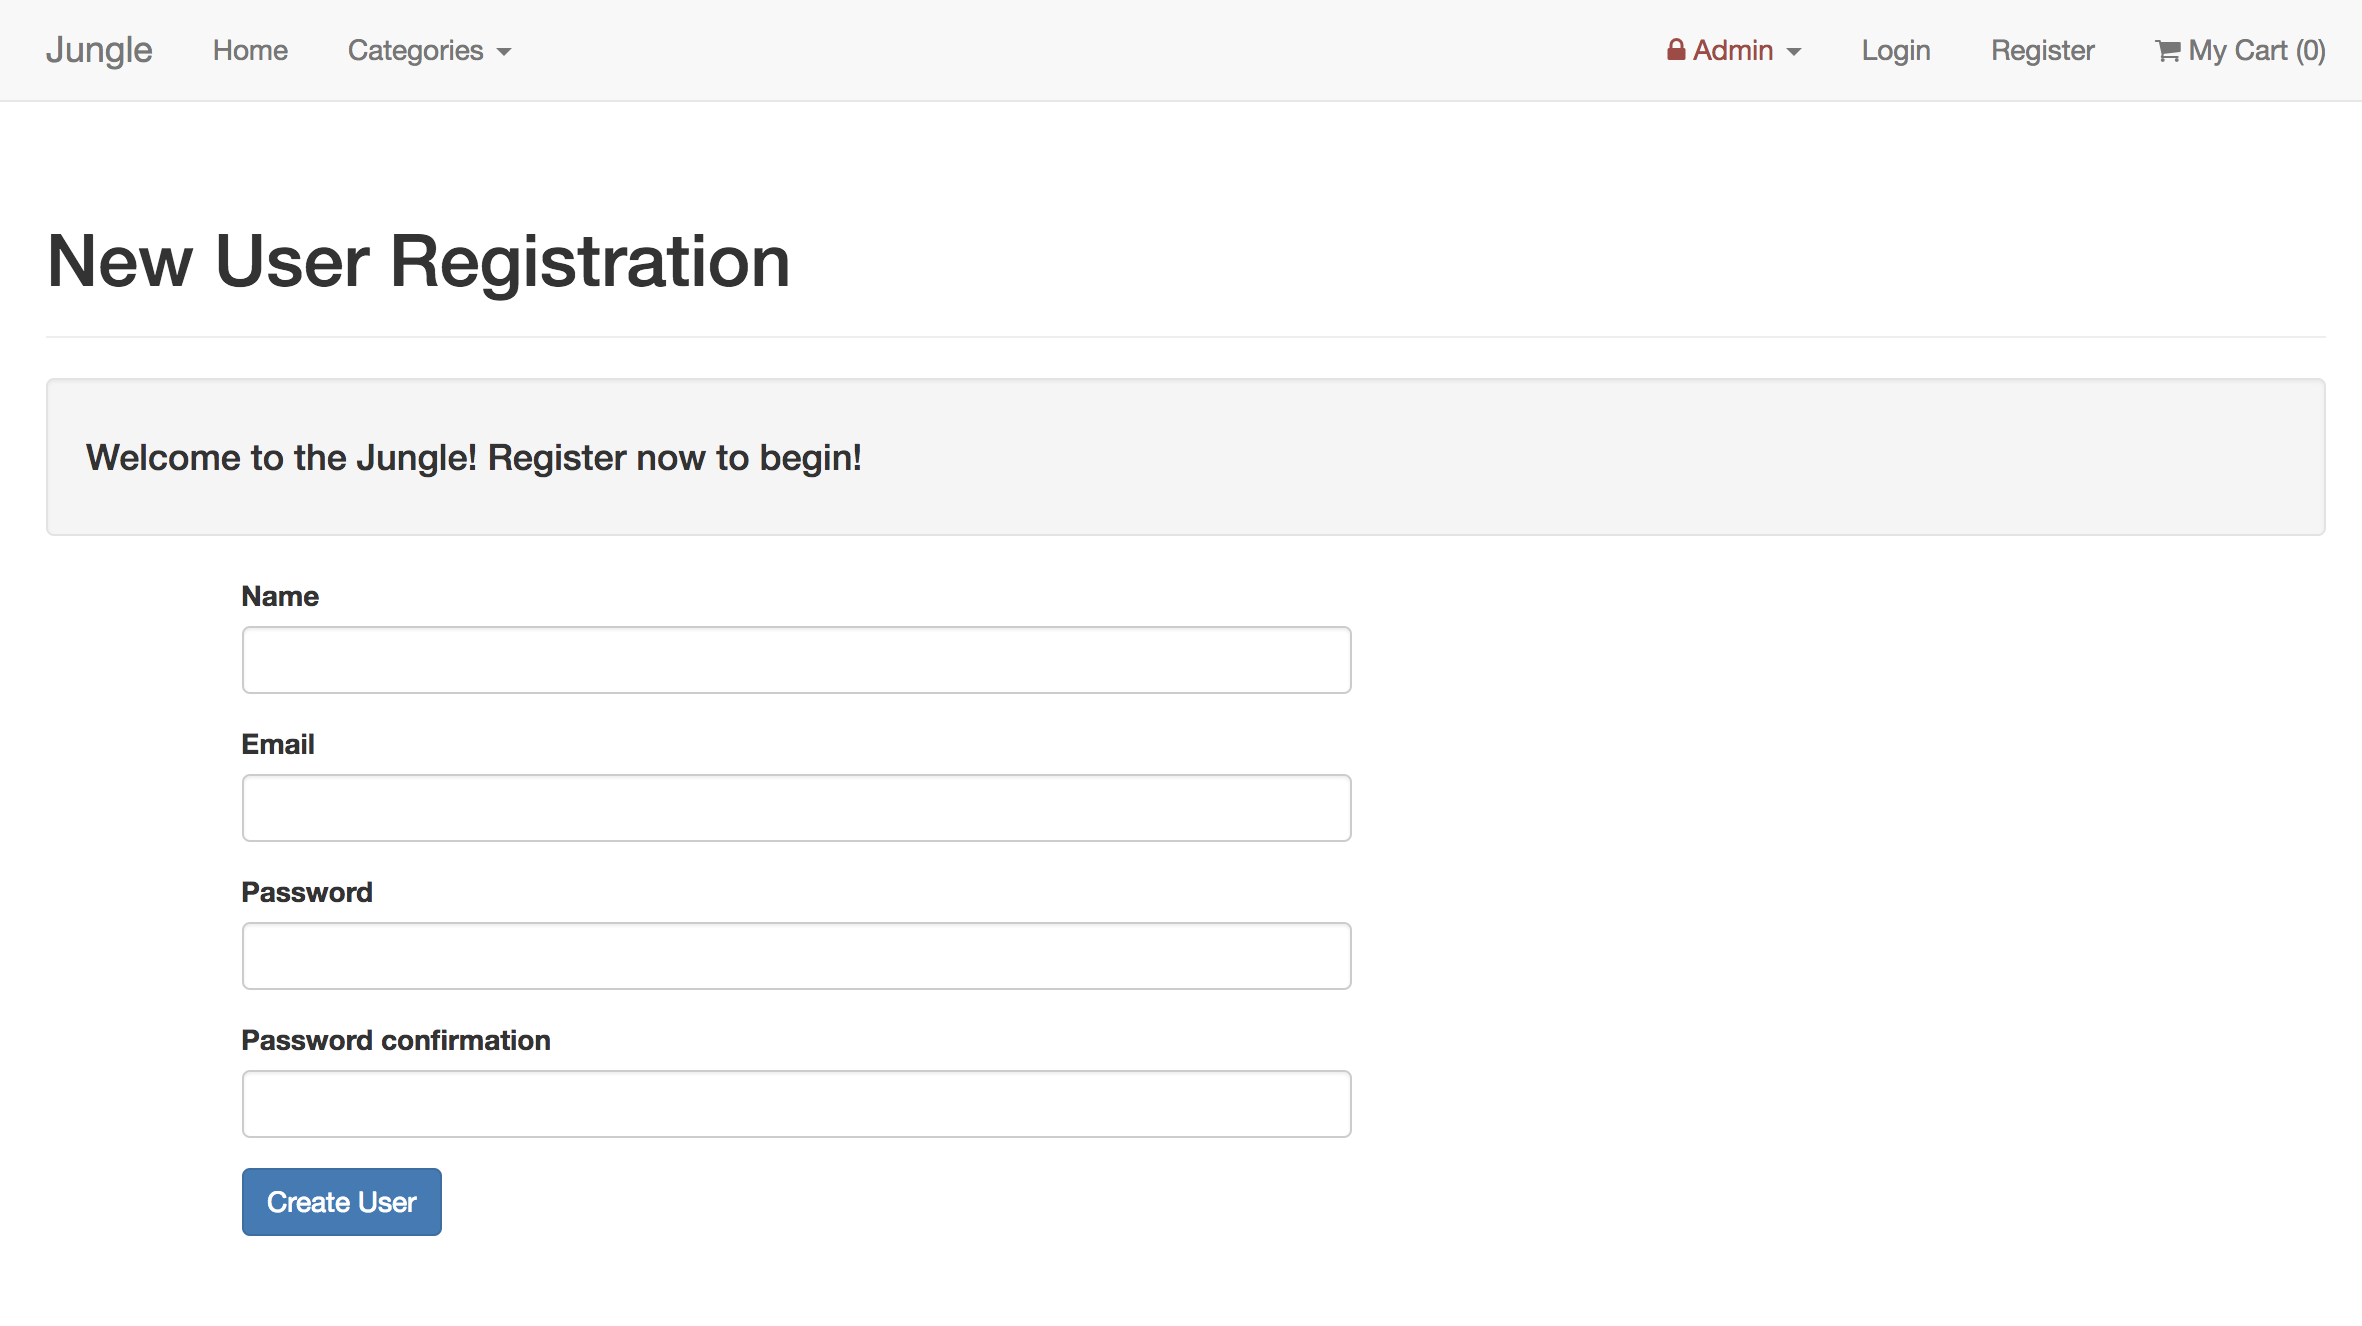 Jungle Home Categories Admin Login Register My Cart (0)
New User Registration
Welcome to the Jungle! Register now to begin!
Name
Email
Password
Password confirmation
Create User